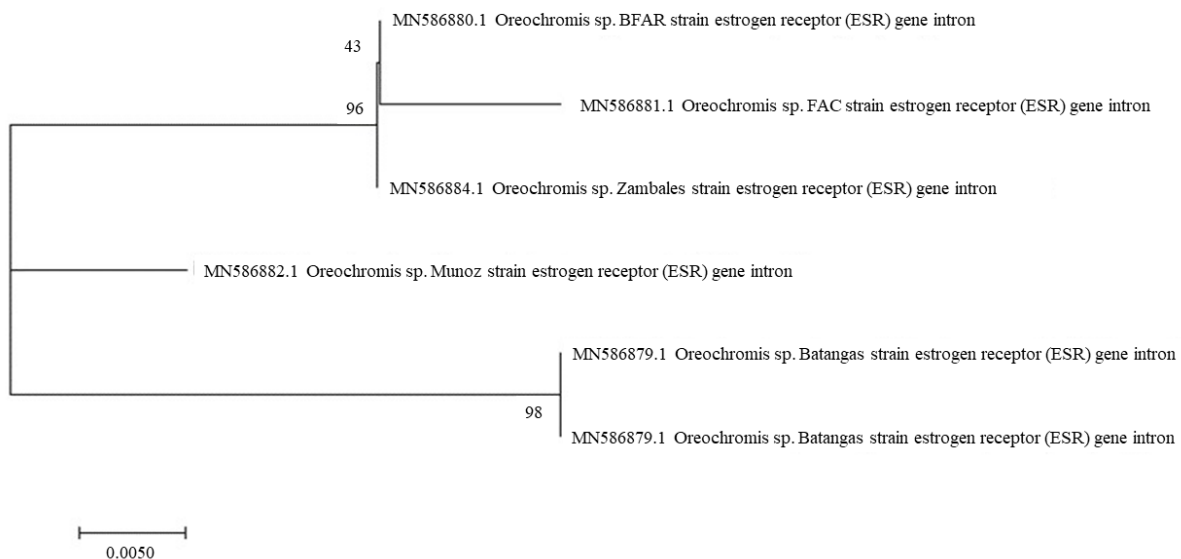 MN586880.1 Oreochromis sp. BFAR strain estrogen receptor (ESR) gene intron
43
96
MN586881.1 Oreochromis sp. FAC strain estrogen receptor (ESR) gene intron
MN586884.1 Oreochromis sp. Zambales strain estrogen receptor (ESR) gene intron
MN586882.1 Oreochromis sp. Munoz strain estrogen receptor (ESR) gene intron
MN586879.1 Oreochromis sp. Batangas strain estrogen receptor (ESR) gene intron
98
MN586879.1 Oreochromis sp. Batangas strain estrogen receptor (ESR) gene intron
0.0050